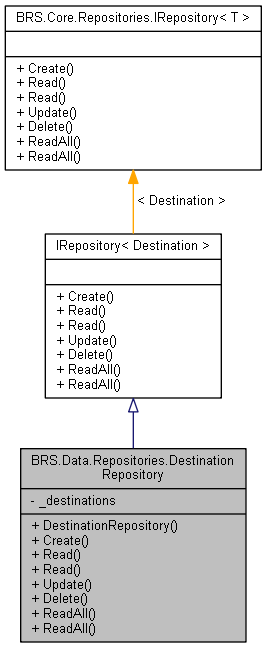 BRS.Core.Repositories.IRepository< T >
+ Create()
+ Read()
+ Read()
+ Update()
+ Delete()
+ ReadAll()
+ ReadAll()
< Destination >
IRepository< Destination >
+ Create()
+ Read()
+ Read()
+ Update()
+ Delete()
+ ReadAll()
+ ReadAll()
BRS.Data.Repositories.Destination
Repository
- _destinations
+ DestinationRepository()
+ Create()
+ Read()
+ Read()
+ Update()
+ Delete()
+ ReadAll()
+ ReadAll()